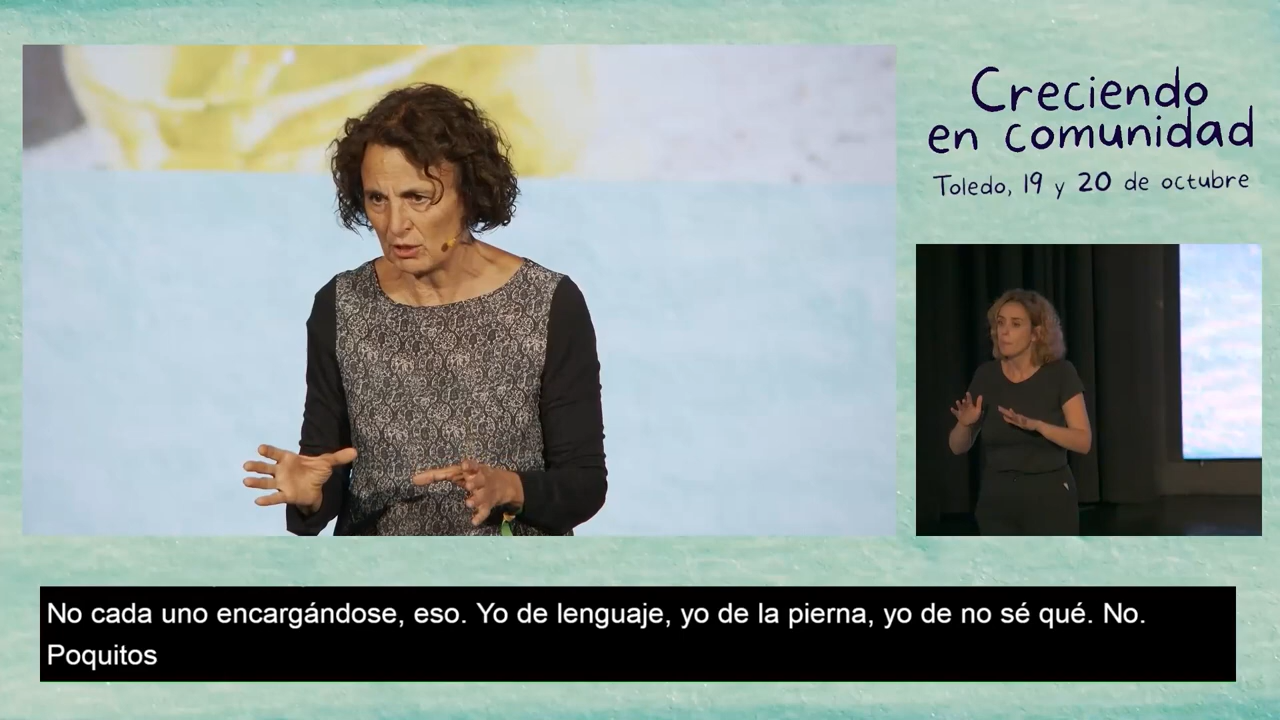 Creciendo
en comunidad
Toledo, 19 y 20 de octubre
No cada uno encargándose, eso. Yo de lenguaje, yo de la pierna, yo de no sé qué. No.
Poquitos